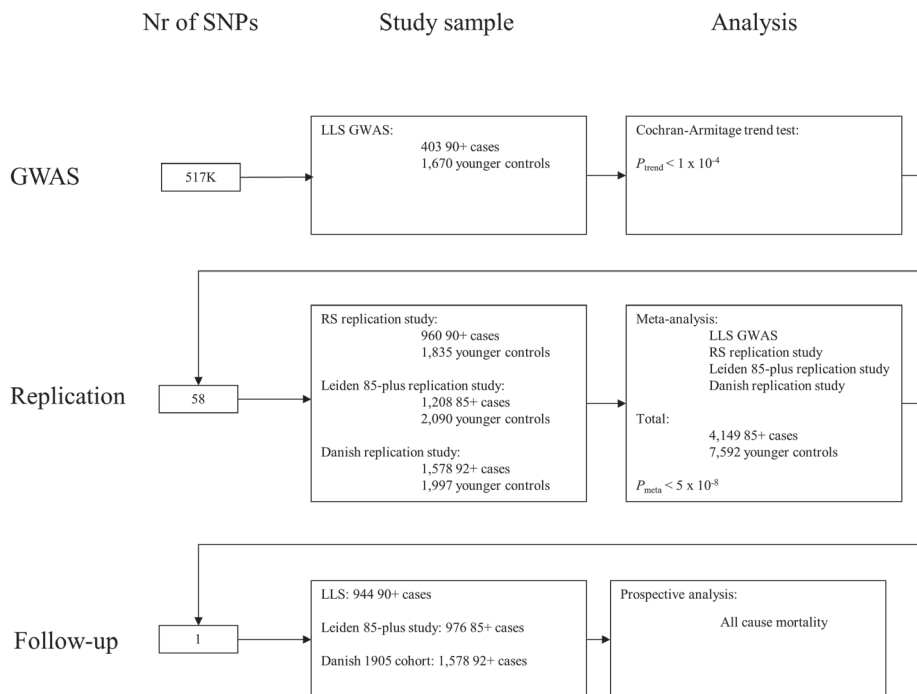 Nr of SNPs
Study sample
Analysis
GWAS
517K
LLS GWAS:
403 90+ cases
1,670 younger controls
Cochran-Armitage trend test:
P_trend < 1 x 10⁻⁴
Replication
58
RS replication study:
960 90+ cases
1,835 younger controls
Leiden 85-plus replication study:
1,208 85+ cases
2,090 younger controls
Danish replication study:
1,578 92+ cases
1,997 younger controls
Meta-analysis:
LLS GWAS
RS replication study
Leiden 85-plus replication study
Danish replication study
Total:
4,149 85+ cases
7,592 younger controls
P_meta < 5 x 10⁻⁸
Follow-up
1
LLS: 944 90+ cases
Leiden 85-plus study: 976 85+ cases
Danish 1905 cohort: 1,578 92+ cases
Prospective analysis:
All cause mortality